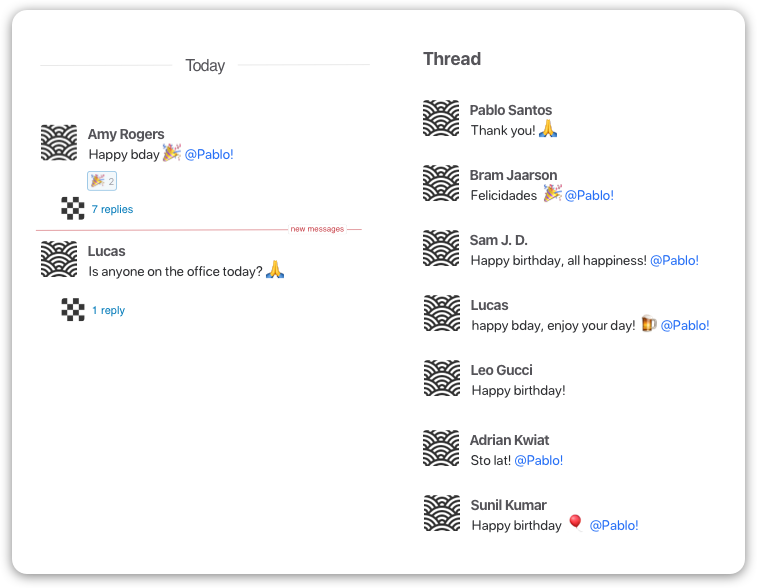 Today
Amy Rogers
Happy bday 🎉 @Pablo!
🎉 2
7 replies
new messages
Lucas
Is anyone on the office today? 🙏
1 reply
Thread
Pablo Santos
Thank you! 🙏
Bram Jaarson
Felicidades 🎉 @Pablo!
Sam J. D.
Happy birthday, all happiness! @Pablo!
Lucas
happy bday, enjoy your day! 🍺 @Pablo!
Leo Gucci
Happy birthday!
Adrian Kwiat
Sto lat! @Pablo!
Sunil Kumar
Happy birthday 🎈 @Pablo!